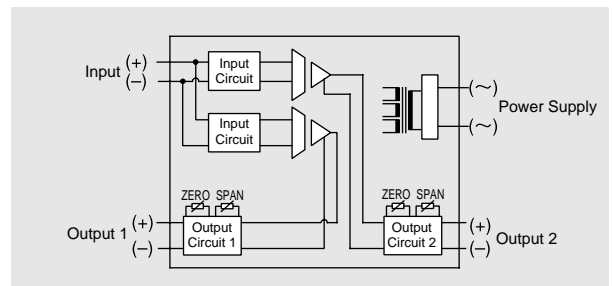 Input (+)
(−)
Input
Circuit
Input
Circuit
(∼)
Power Supply
(∼)
ZERO SPAN
Output 1 (+)
(−)
Output
Circuit 1
ZERO SPAN
Output
Circuit 2
(+)
(−) Output 2